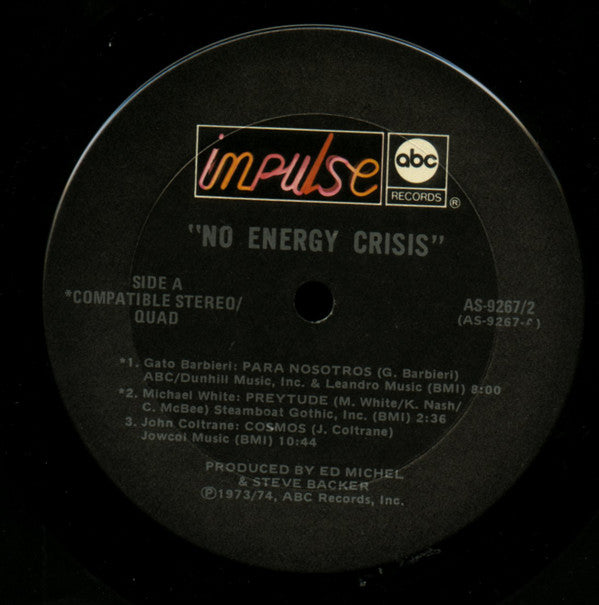 impulse
abc
RECORDS
®
"NO ENERGY CRISIS"
SIDE A
*COMPATIBLE STEREO/
QUAD
AS-9267/2
(AS-9267-
*1. Gato Barbieri: PARA NOSOTROS (G. Barbieri)
ABC/Dunhill Music, Inc. & Leandro Music (BMI) 8:00
*2. Michael White: PREYTUDE (M. White/K. Nash/
C. McBee) Steamboat Gothic, Inc. (BMI) 2:36
3. John Coltrane: COSMOS (J. Coltrane)
Jowcol Music (BMI) 10:44
PRODUCED BY ED MICHEL
& STEVE BACKER
Ⓟ1973/74, ABC Records, Inc.